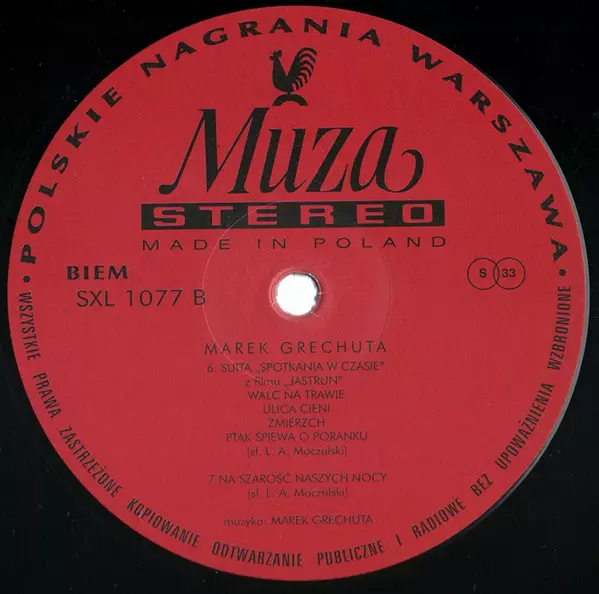 • POLSKIE NAGRANIA WARSZAWA •
Muza
STEREO
MADE IN POLAND
BIEM
SXL 1077 B
S 33
MAREK GRECHUTA
6. SUITA „SPOTKANIA W CZASIE"
z filmu „JASTRUN"
WALC NA TRAWIE
ULICA CIENI
ZMIERZCH
PTAK ŚPIEWA O PORANKU
(sł. L. A. Moczulski)
7 NA SZAROŚĆ NASZYCH NOCY
(sł. L. A. Moczulski)
muzyka: MAREK GRECHUTA
WSZYSTKIE PRAWA ZASTRZEŻONE KOPIOWANIE ODTWARZANIE PUBLICZNE I RADIOWE BEZ UPOWAŻNIENIA WZBRONIONE